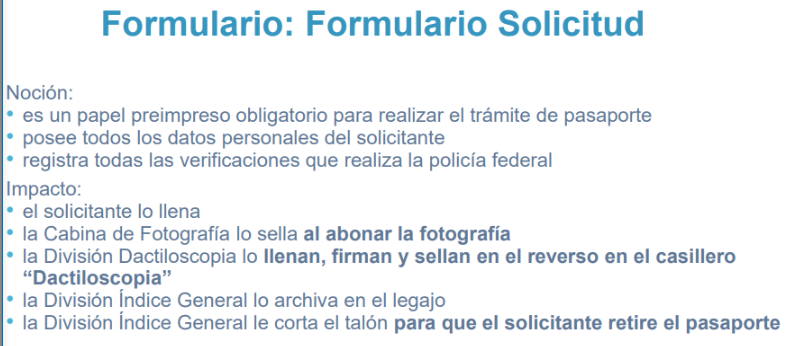 Formulario: Formulario Solicitud
Noción:
• es un papel preimpreso obligatorio para realizar el trámite de pasaporte
• posee todos los datos personales del solicitante
• registra todas las verificaciones que realiza la policía federal
Impacto:
• el solicitante lo llena
• la Cabina de Fotografía lo sella al abonar la fotografía
• la División Dactiloscopia lo llenan, firman y sellan en el reverso en el casillero
“Dactiloscopia”
• la División Índice General lo archiva en el legajo
• la División Índice General le corta el talón para que el solicitante retire el pasaporte